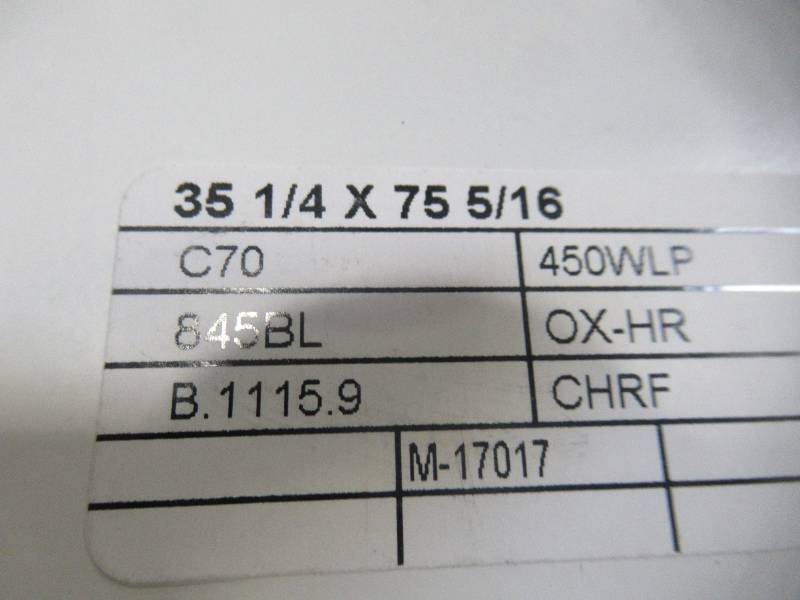 35 1/4 X 75 5/16
C70 450WLP
845BL OX-HR
B.1115.9 CHRF
M-17017